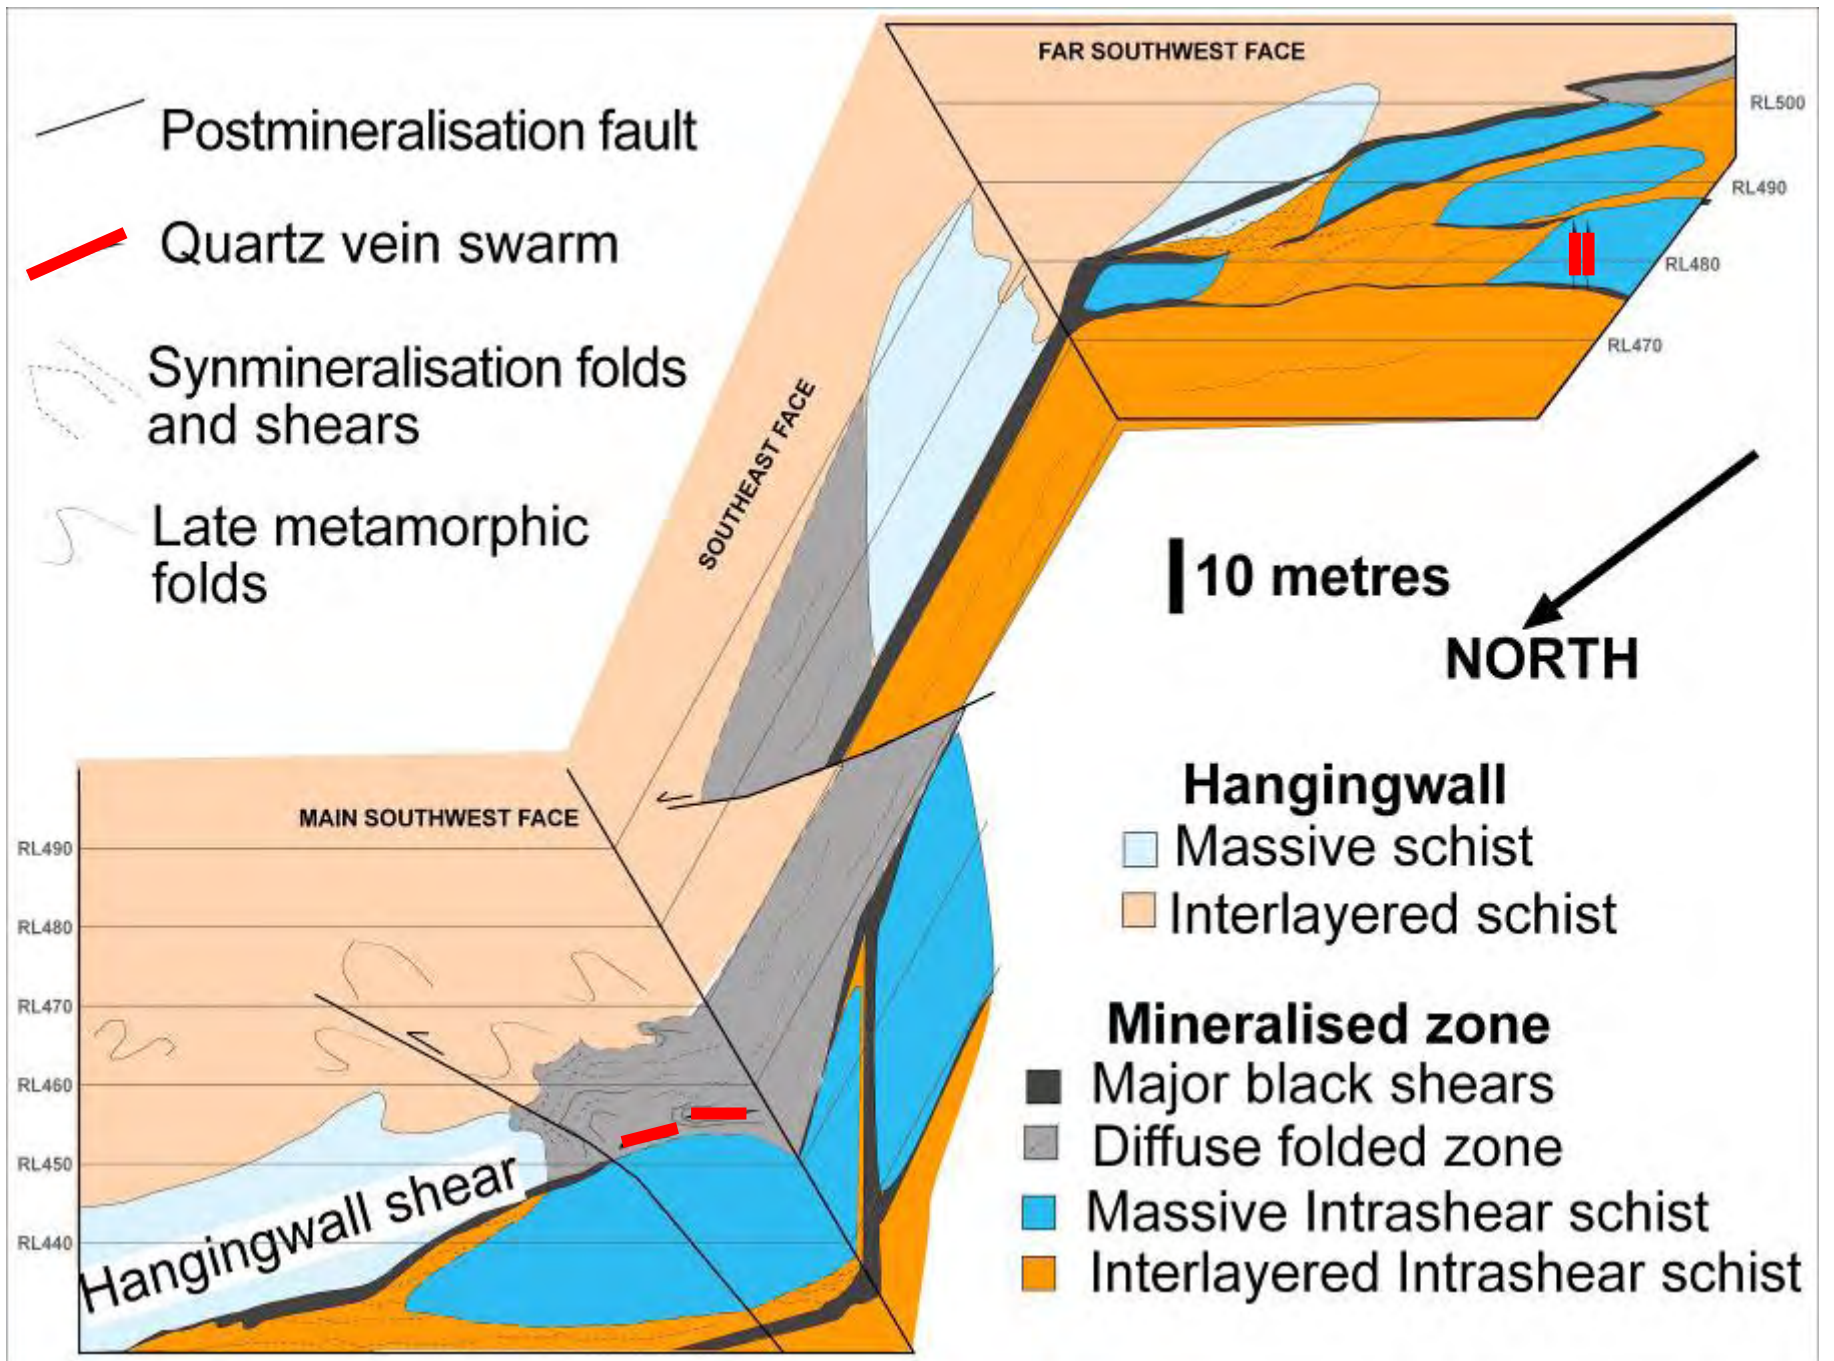 FAR SOUTHWEST FACE
RL500
RL490
RL480
RL470
Postmineralisation fault
Quartz vein swarm
Synmineralisation folds
and shears
Late metamorphic
folds
SOUTHEAST FACE
10 metres
NORTH
MAIN SOUTHWEST FACE
RL490
RL480
RL470
RL460
RL450
RL440
Hangingwall shear
Hangingwall
Massive schist
Interlayered schist
Mineralised zone
Major black shears
Diffuse folded zone
Massive Intrashear schist
Interlayered Intrashear schist